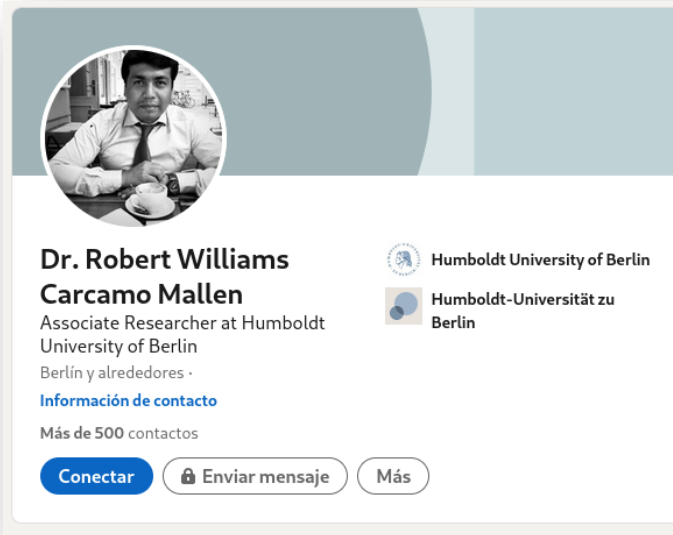 Dr. Robert Williams
Carcamo Mallen
Associate Researcher at Humboldt
University of Berlin
Berlín y alrededores ·
Información de contacto
Más de 500 contactos
Conectar
Enviar mensaje
Más
Humboldt University of Berlin
Humboldt-Universität zu
Berlin